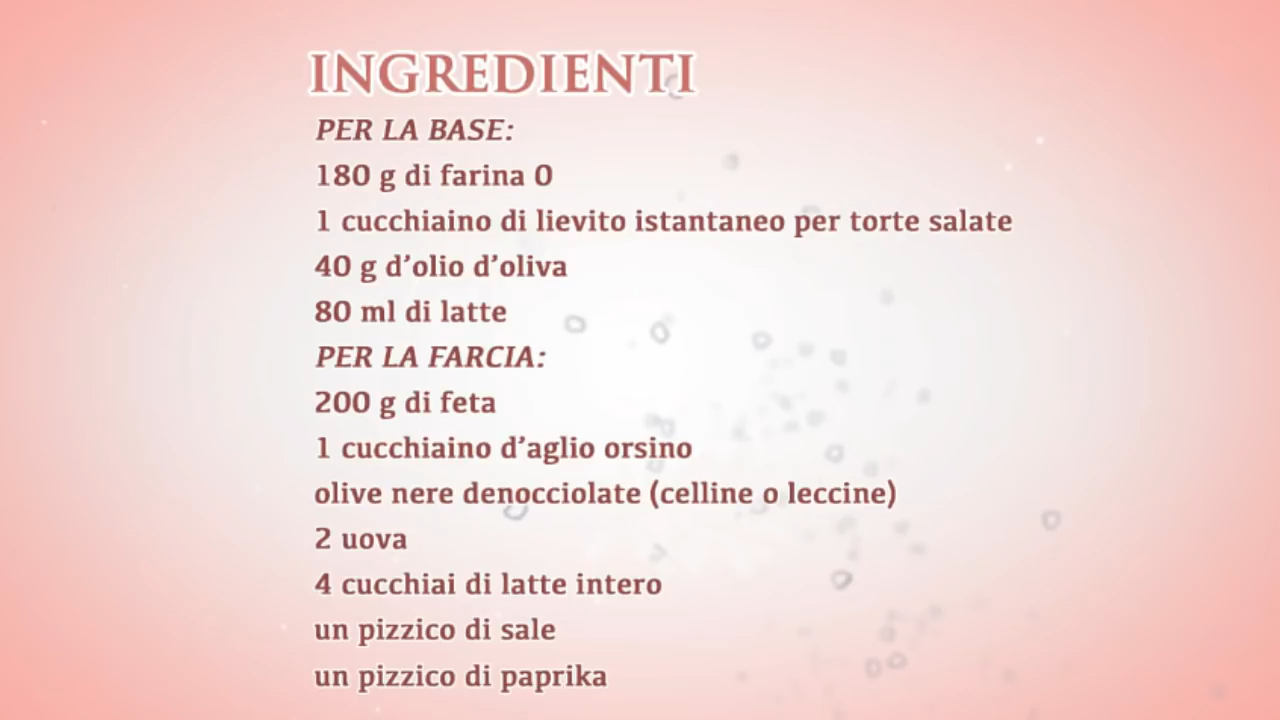 INGREDIENTI
PER LA BASE:
180 g di farina 0
1 cucchiaino di lievito istantaneo per torte salate
40 g d’olio d’oliva
80 ml di latte
PER LA FARCIA:
200 g di feta
1 cucchiaino d’aglio orsino
olive nere denocciolate (celline o leccine)
2 uova
4 cucchiai di latte intero
un pizzico di sale
un pizzico di paprika